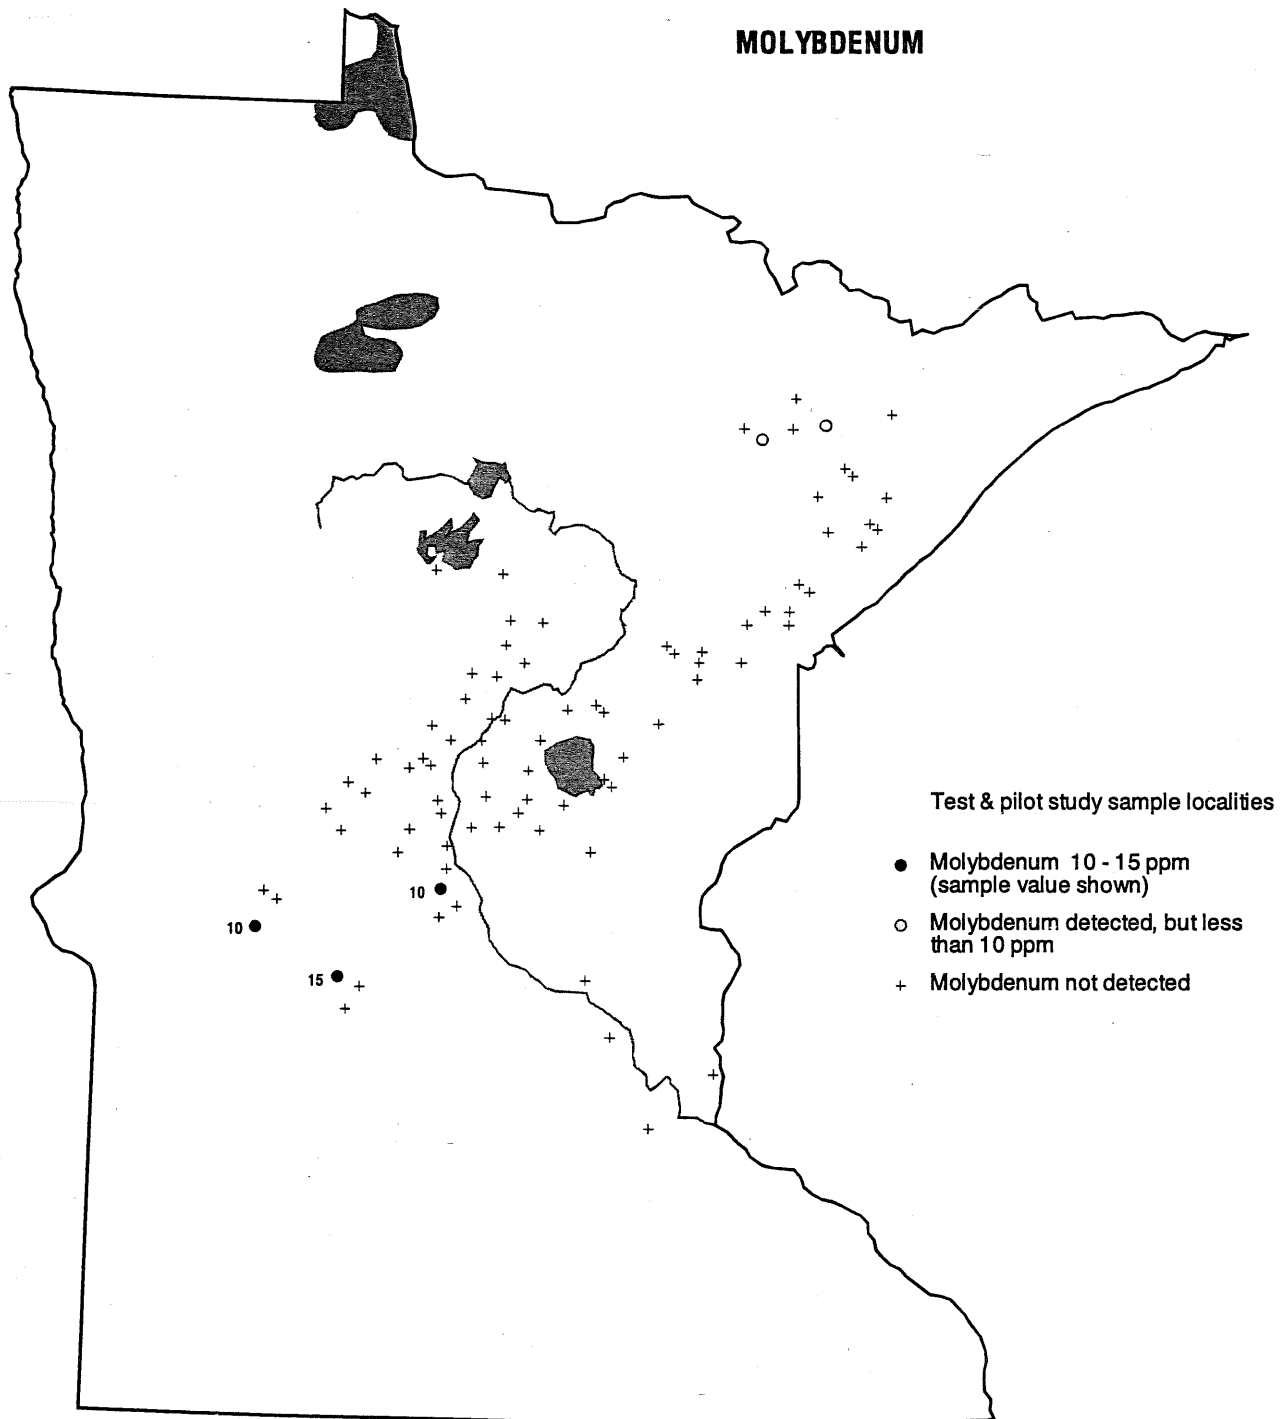 MOLYBDENUM
Test & pilot study sample localities
Molybdenum 10 - 15 ppm
(sample value shown)
Molybdenum detected, but less
than 10 ppm
Molybdenum not detected
10
10
15